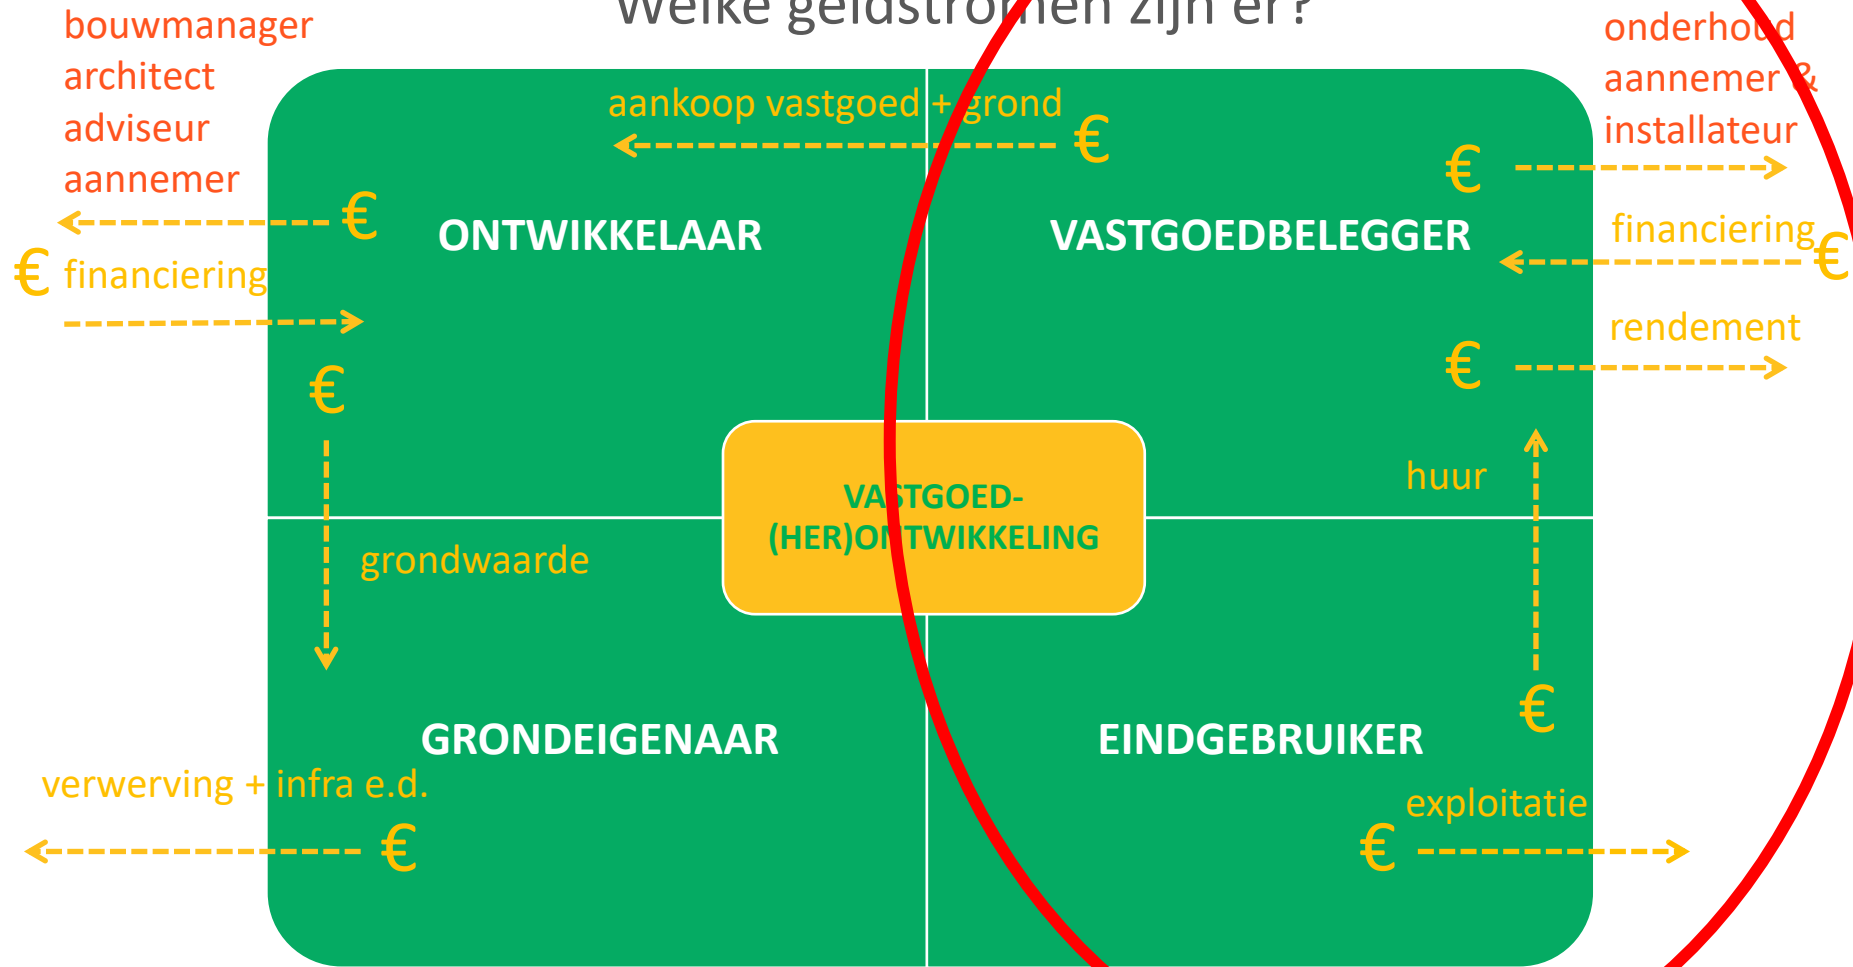 Welke geldstromen zijn er?
bouwmanager
architect
adviseur
aannemer
€
€ financiering
€
aankoop vastgoed + grond
€
ONTWIKKELAAR
VASTGOEDBELEGGER
onderhoud
aannemer &
installateur
€
financiering
€
rendement
€
huur
€
VASTGOED-
(HER)ONTWIKKELING
grondwaarde
GRONDEIGENAAR
EINDGEBRUIKER
verwerving + infra e.d.
€
exploitatie
€